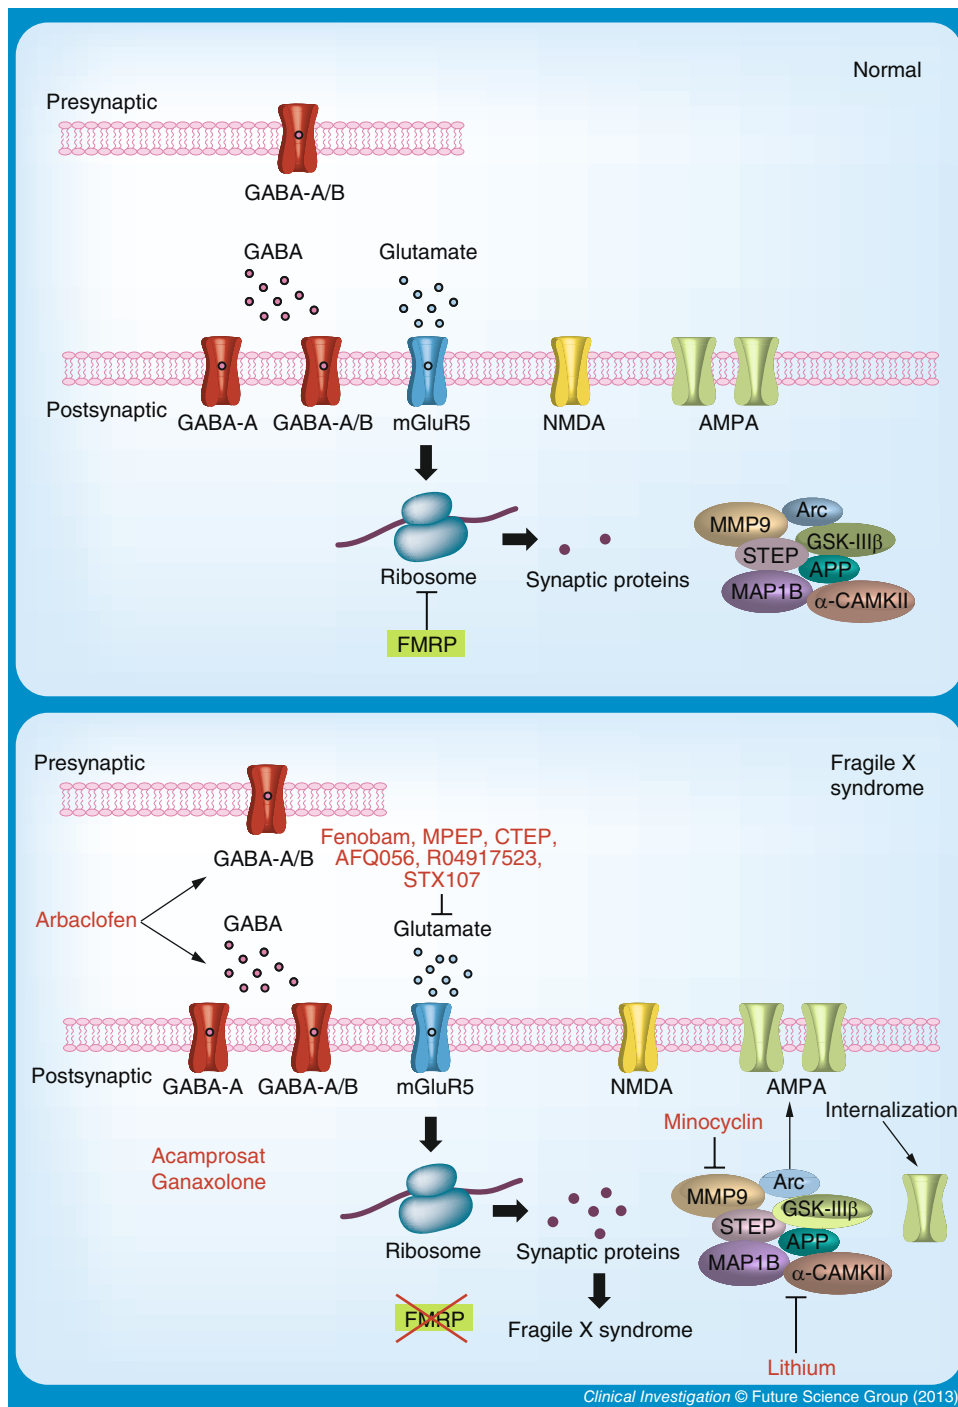 Normal
Presynaptic
GABA-A/B
GABA
Glutamate
Postsynaptic
GABA-A
GABA-A/B
mGluR5
NMDA
AMPA
MMP9
Arc
GSK-IIIβ
STEP
APP
MAP1B
α-CAMKII
Ribosome
Synaptic proteins
FMRP
Fragile X
syndrome
Presynaptic
GABA-A/B
Fenobam, MPEP, CTEP,
AFQ056, R04917523,
STX107
Arbaclofen
GABA
Glutamate
Postsynaptic
GABA-A
GABA-A/B
mGluR5
NMDA
AMPA
Internalization
Minocyclin
Acamprosat
Ganaxolone
Arc
MMP9
GSK-IIIβ
STEP
APP
MAP1B
α-CAMKII
Ribosome
Synaptic proteins
FMRP
Fragile X syndrome
Lithium
Clinical Investigation © Future Science Group (2013)